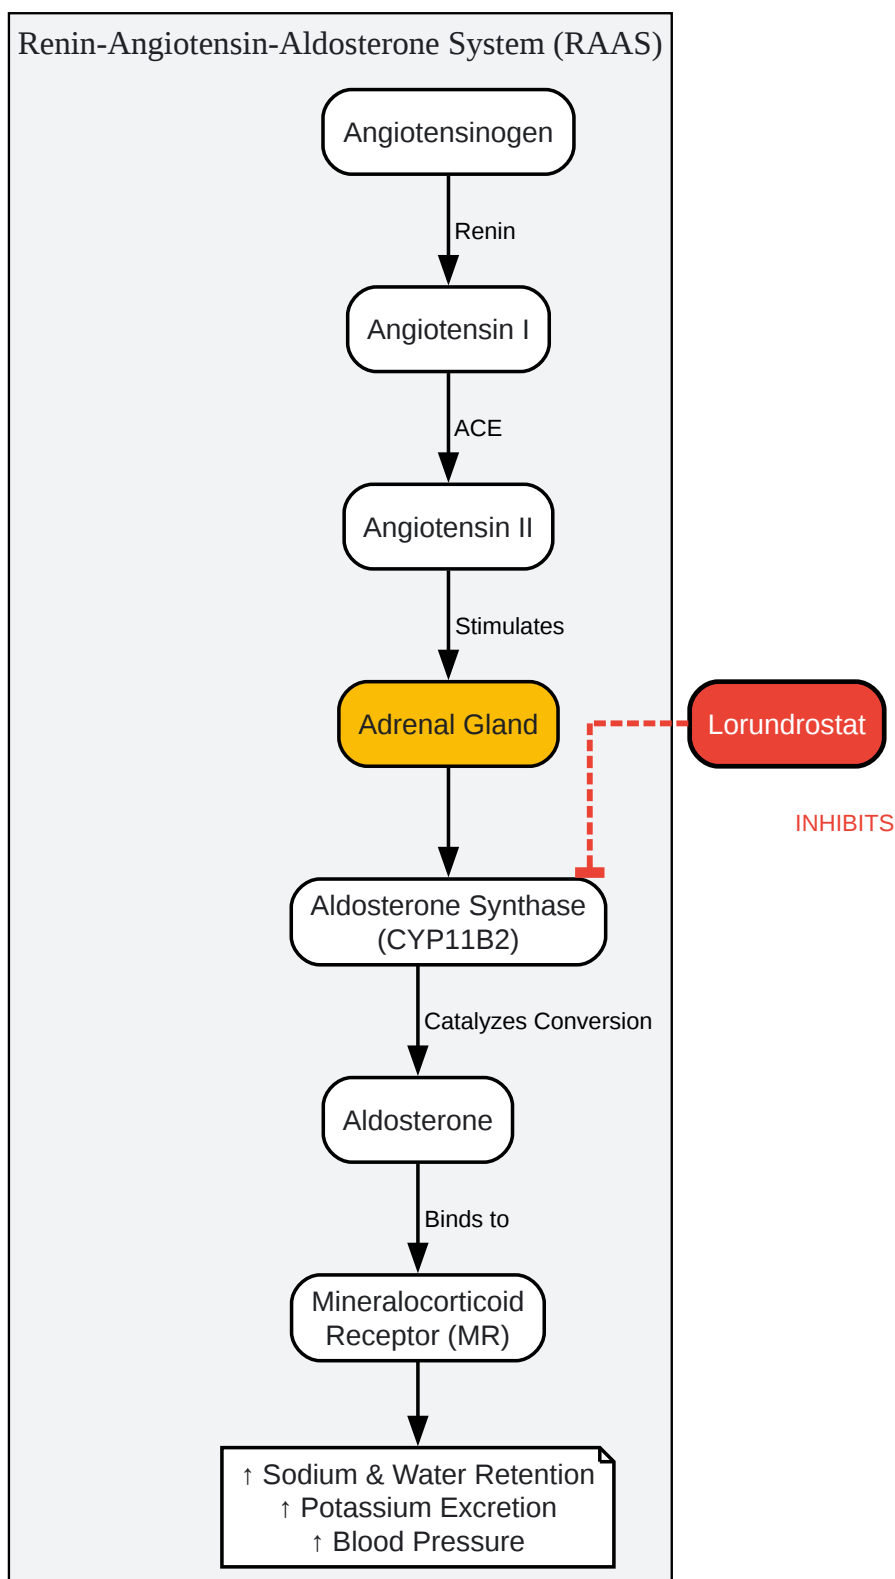 Renin-Angiotensin-Aldosterone System (RAAS)
Angiotensinogen
Renin
Angiotensin I
ACE
Angiotensin II
Stimulates
Adrenal Gland
Lorundrostat
INHIBITS
Aldosterone Synthase
(CYP11B2)
Catalyzes Conversion
Aldosterone
Binds to
Mineralocorticoid
Receptor (MR)
↑ Sodium & Water Retention
↑ Potassium Excretion
↑ Blood Pressure